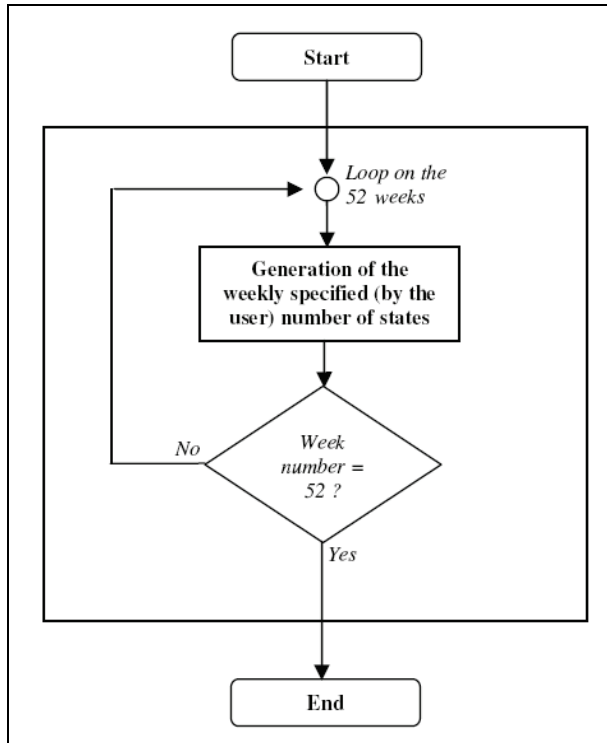 Start
Loop on the
52 weeks
Generation of the
weekly specified (by the
user) number of states
No
Week
number =
52 ?
Yes
End